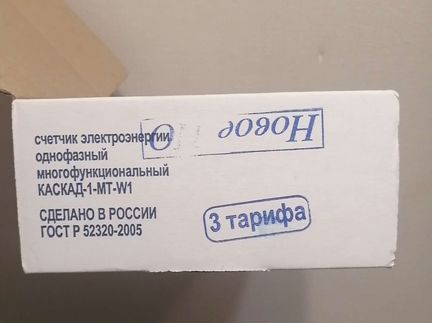 счетчик электроэнергии
однофазный
многофункциональный
КАСКАД-1-МТ-W1
СДЕЛАНО В РОССИИ
ГОСТ Р 52320-2005
Новое
3 тарифа